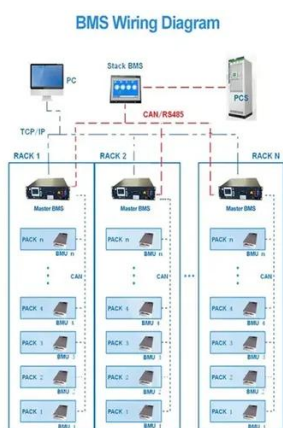 BMS Wiring Diagram
Stack BMS
PC
PCS
CAN/RS485
TCP/IP
RACK 1 RACK 2 RACK N
Master BMS Master BMS Master BMS
PACK n PACK n PACK n
BMU n BMU n BMU n
CAN CAN CAN
PACK 4 PACK 4 PACK 4
BMU 4 BMU 4 BMU 4
PACK 3 PACK 3 PACK 3
BMU 3 BMU 3 BMU 3
PACK 2 PACK 2 PACK 2
BMU 2 BMU 2 BMU 2
PACK 1 PACK 1 PACK 1
BMU 1 BMU 1 BMU 1